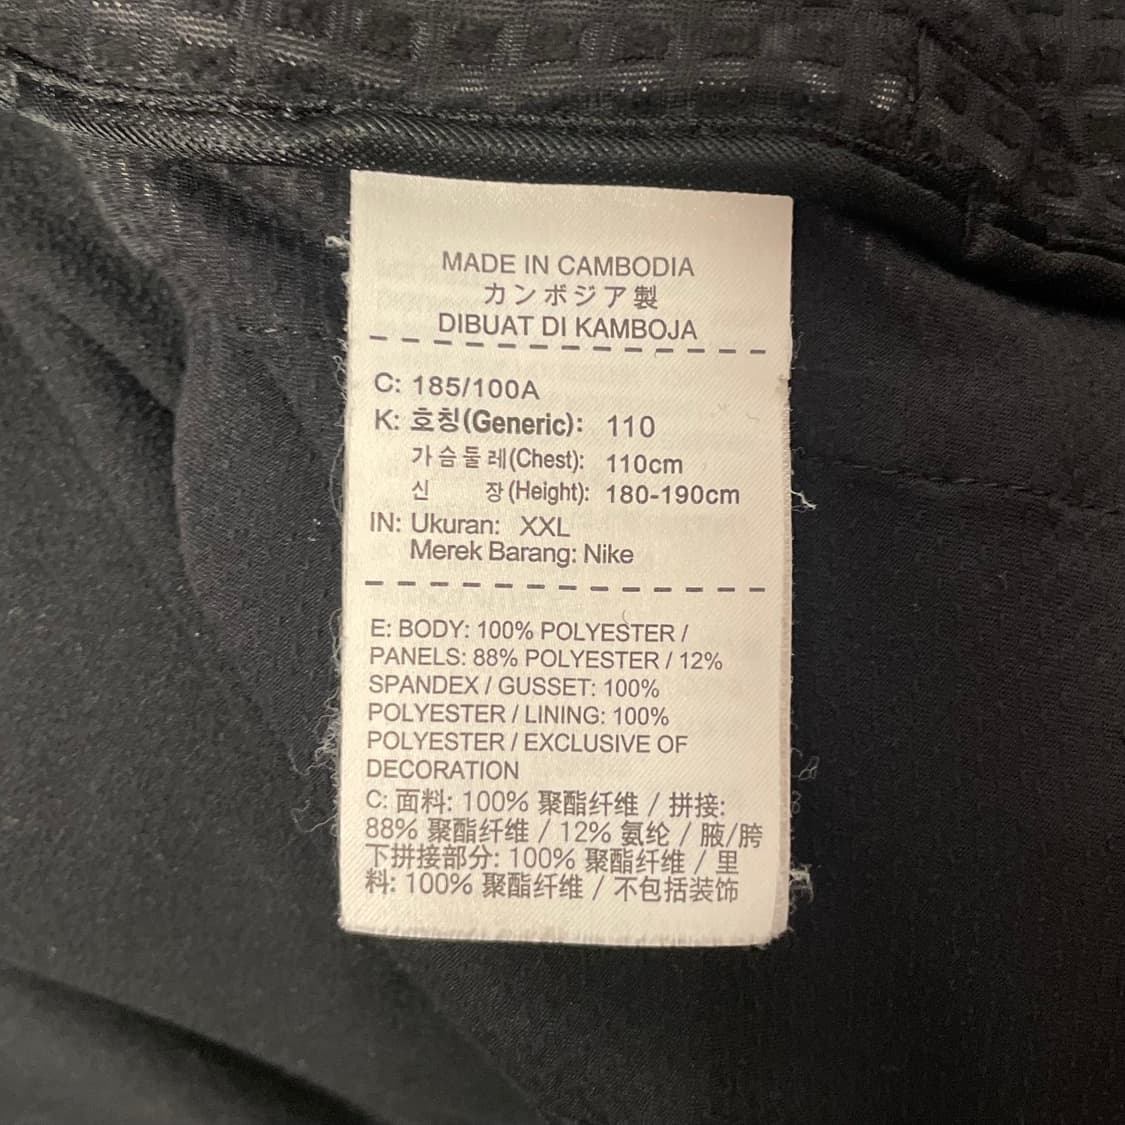 MADE IN CAMBODIA
カンボジア製
DIBUAT DI KAMBOJA
C: 185/100A
K: 호칭(Generic): 110
가슴둘레(Chest): 110cm
신 장(Height): 180-190cm
IN: Ukuran: XXL
Merek Barang: Nike
E: BODY: 100% POLYESTER /
PANELS: 88% POLYESTER / 12%
SPANDEX / GUSSET: 100%
POLYESTER / LINING: 100%
POLYESTER / EXCLUSIVE OF
DECORATION
C: 面料: 100% 聚酯纤维 / 拼接:
88% 聚酯纤维 / 12% 氨纶 / 腋/胯
下拼接部分: 100% 聚酯纤维 / 里
料: 100% 聚酯纤维 / 不包括装饰